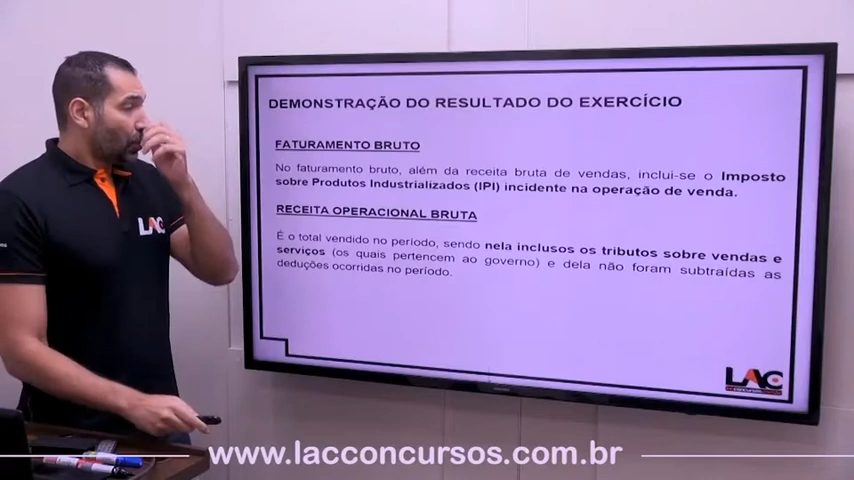 DEMONSTRAÇÃO DO RESULTADO DO EXERCÍCIO
FATURAMENTO BRUTO
No faturamento bruto, além da receita bruta de vendas, inclui-se o Imposto
sobre Produtos Industrializados (IPI) incidente na operação de venda.
RECEITA OPERACIONAL BRUTA
É o total vendido no período, sendo nela inclusos os tributos sobre vendas e
serviços (os quais pertencem ao governo) e dela não foram subtraídas as
deduções ocorridas no período.
LAC
LAC
CONCURSOS
www.lacconcursos.com.br